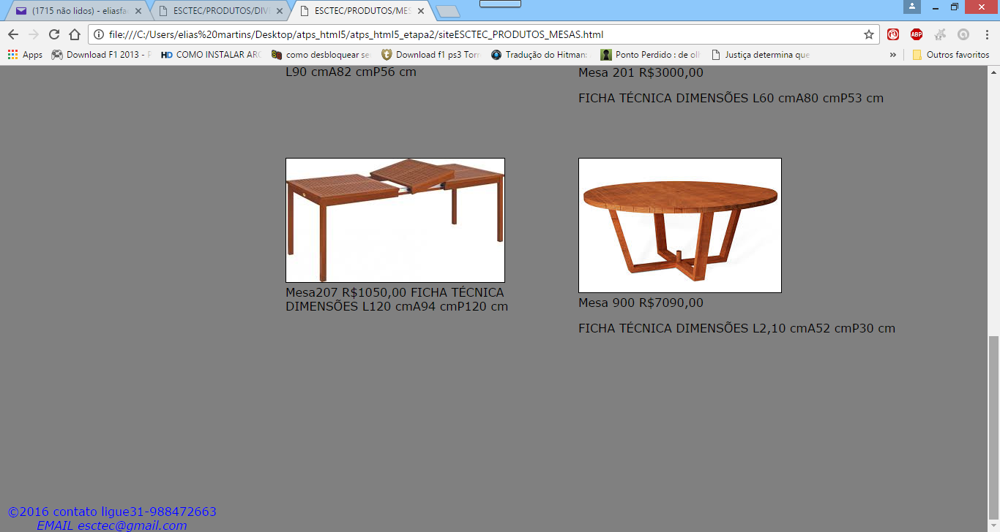 (1715 não lidos) - eliasfa
ESCTEC/PRODUTOS/DIV
ESCTEC/PRODUTOS/MES
file:///C:/Users/elias%20martins/Desktop/atps_html5/atps_html5_etapa2/siteESCTEC_PRODUTOS_MESAS.html
Apps
Download F1 2013 - F
HD COMO INSTALAR ARC
como desbloquear se
Download f1 ps3 Torr
Tradução do Hitman:
Ponto Perdido : de oll
Justiça determina que
»
Outros favoritos
L90 cmA82 cmP56 cm
Mesa 201 R$3000,00
FICHA TÉCNICA DIMENSÕES L60 cmA80 cmP53 cm
Mesa207 R$1050,00 FICHA TÉCNICA
DIMENSÕES L120 cmA94 cmP120 cm
Mesa 900 R$7090,00
FICHA TÉCNICA DIMENSÕES L2,10 cmA52 cmP30 cm
©2016 contato ligue31-988472663
EMAIL esctec@gmail.com